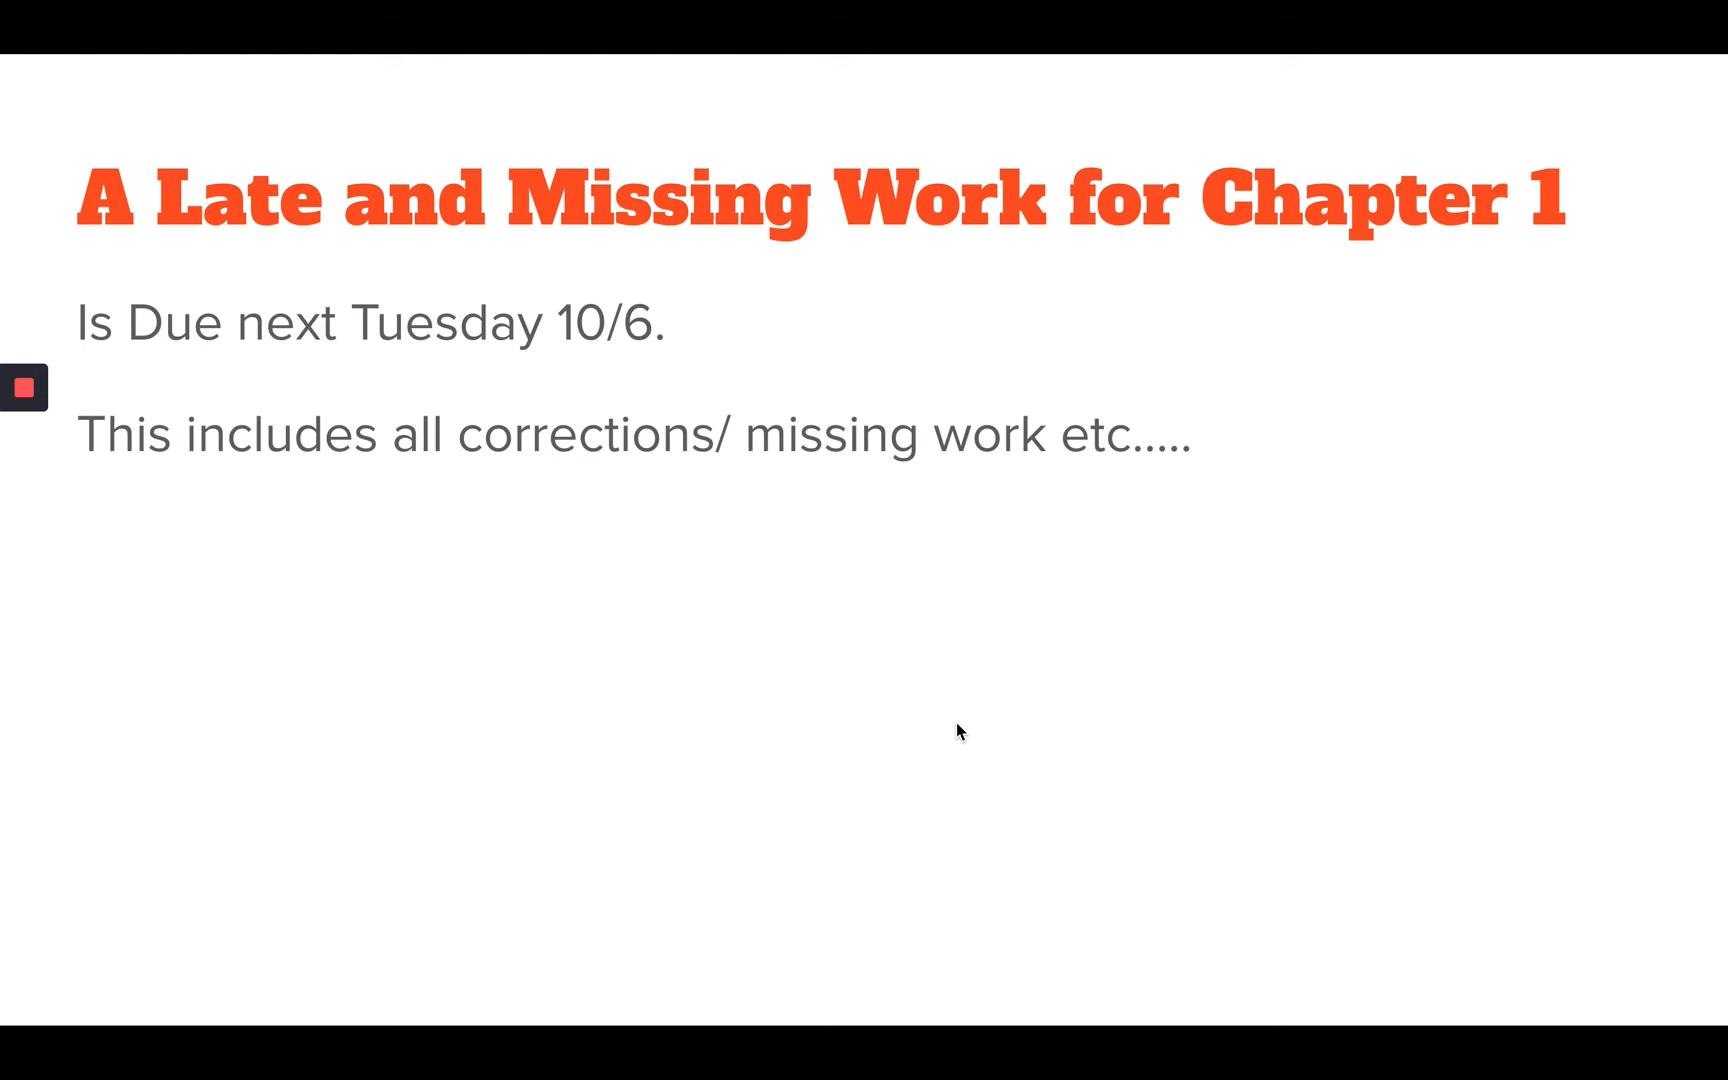 A Late and Missing Work for Chapter 1
Is Due next Tuesday 10/6.
This includes all corrections/ missing work etc.....